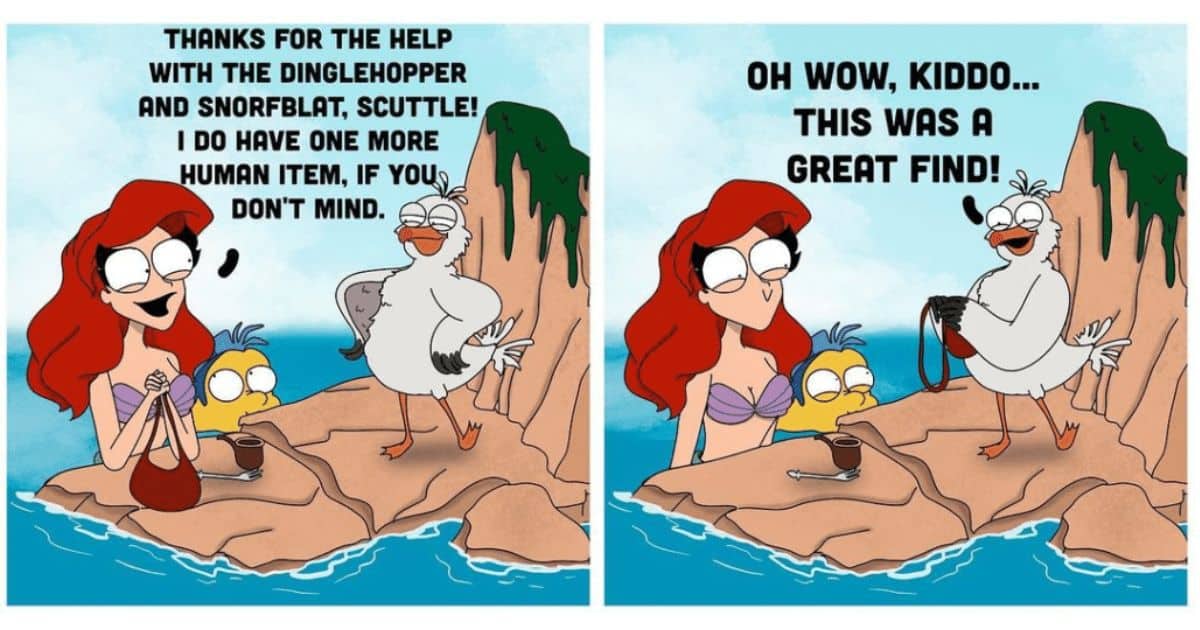 THANKS FOR THE HELP
WITH THE DINGLEHOPPER
AND SNORFBLAT, SCUTTLE!
I DO HAVE ONE MORE
HUMAN ITEM, IF YOU
DON'T MIND.
OH WOW, KIDDO...
THIS WAS A
GREAT FIND!